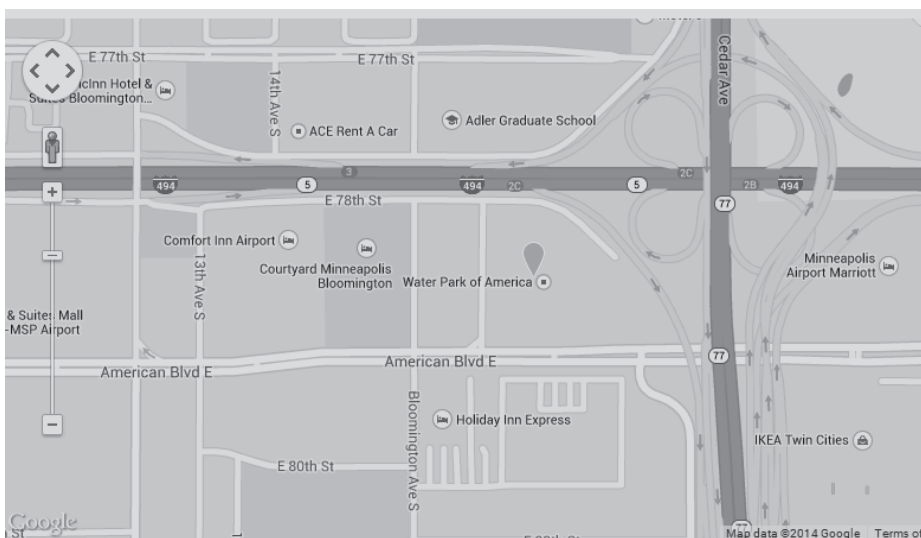 E 77th St
E 77th St
Cedar Ave
cInn Hotel &
Suites Bloomington...
14th Ave S
ACE Rent A Car
Adler Graduate School
3
2C
494
5
494
2C
5
2B
494
E 78th St
77
Comfort Inn Airport
13th Ave S
Courtyard Minneapolis
Bloomington
Water Park of America
Minneapolis
Airport Marriott
& Suites Mall
-MSP Airport
American Blvd E
American Blvd E
77
Bloomington Ave S
Holiday Inn Express
IKEA Twin Cities
E 80th St
Google
St
77
Map data ©2014 Google
Terms of